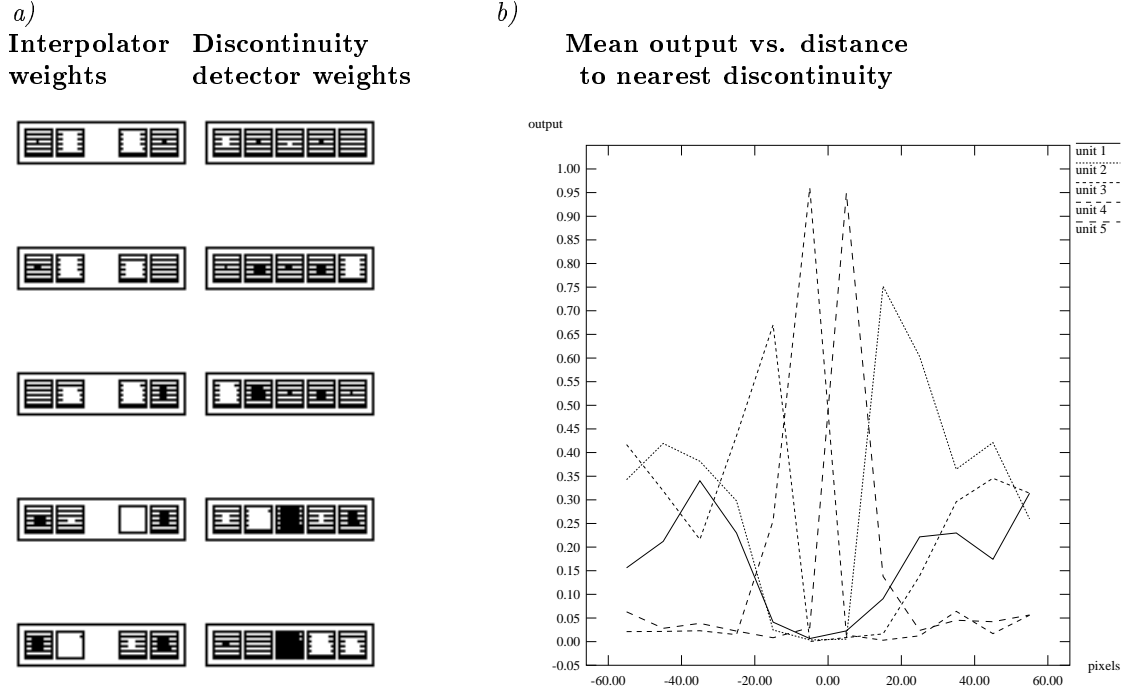 a)
Interpolator
weights
Discontinuity
detector weights
b)
Mean output vs. distance
to nearest discontinuity
output
1.00
0.95
0.90
0.85
0.80
0.75
0.70
0.65
0.60
0.55
0.50
0.45
0.40
0.35
0.30
0.25
0.20
0.15
0.10
0.05
0.00
-0.05
-60.00
-40.00
-20.00
0.00
20.00
40.00
60.00
pixels
unit 1
unit 2
unit 3
unit 4
unit 5